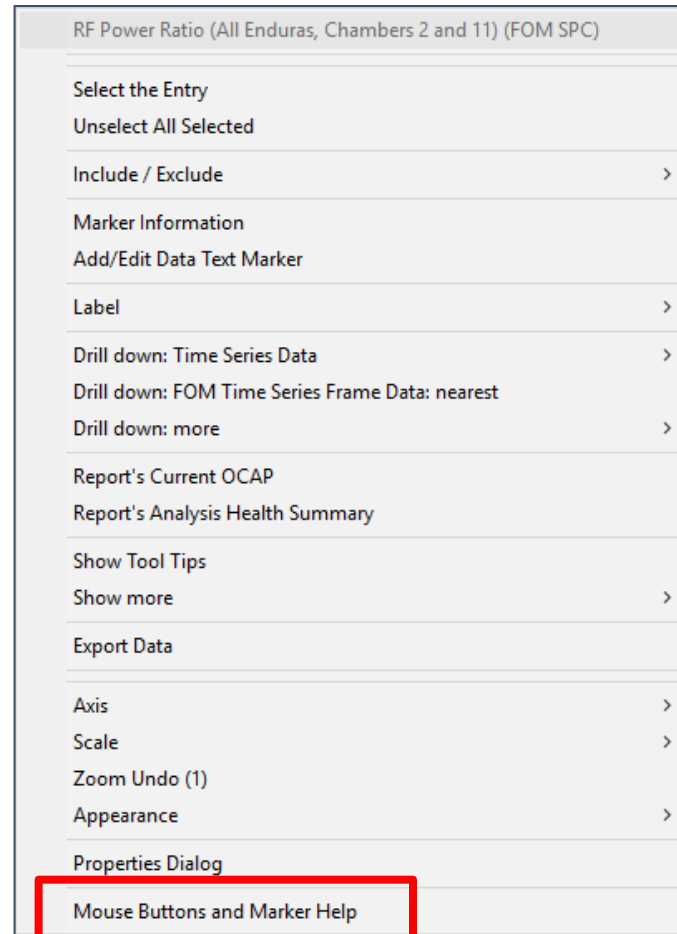 RF Power Ratio (All Enduras, Chambers 2 and 11) (FOM SPC)
Select the Entry
Unselect All Selected
Include / Exclude
Marker Information
Add/Edit Data Text Marker
Label
Drill down: Time Series Data
Drill down: FOM Time Series Frame Data: nearest
Drill down: more
Report's Current OCAP
Report's Analysis Health Summary
Show Tool Tips
Show more
Export Data
Axis
Scale
Zoom Undo (1)
Appearance
Properties Dialog
Mouse Buttons and Marker Help